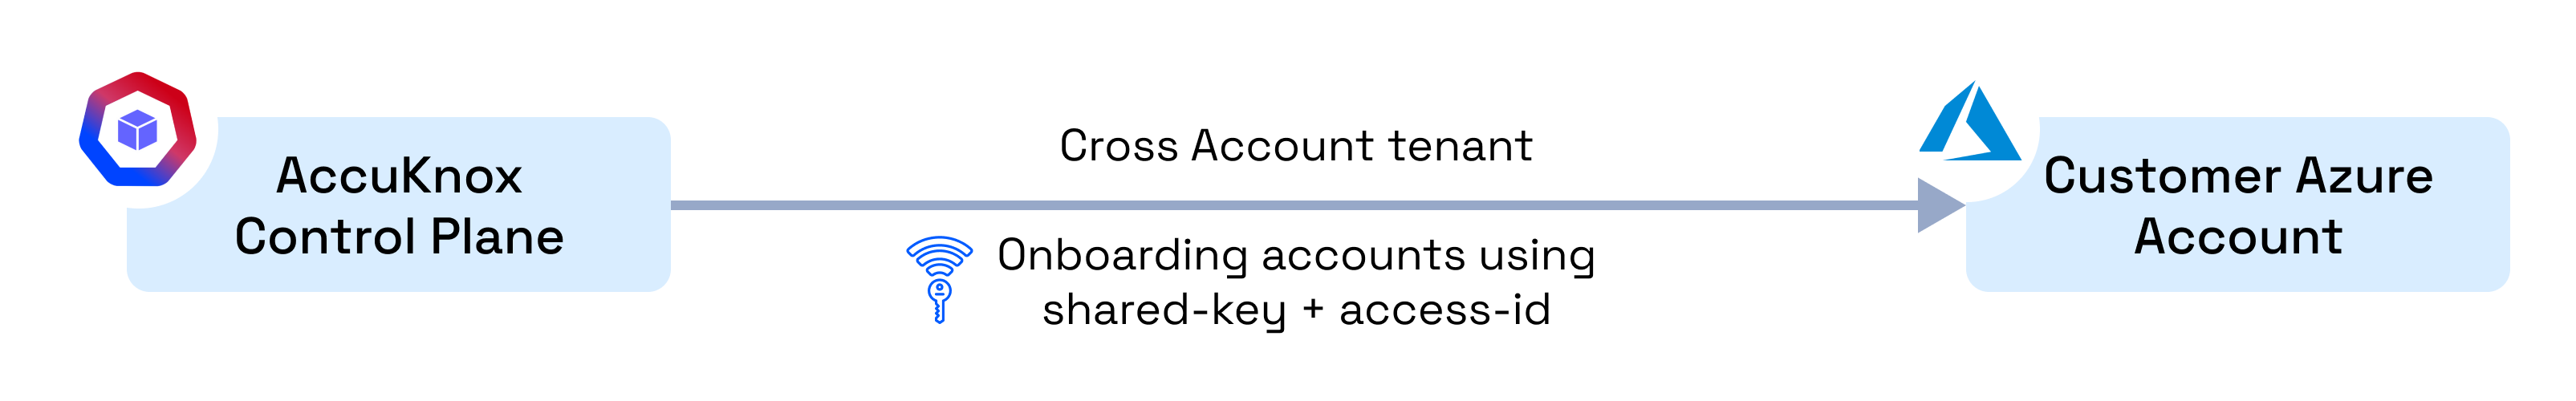 AccuKnox
Control Plane
Cross Account tenant
Onboarding accounts using
shared-key + access-id
Customer Azure
Account